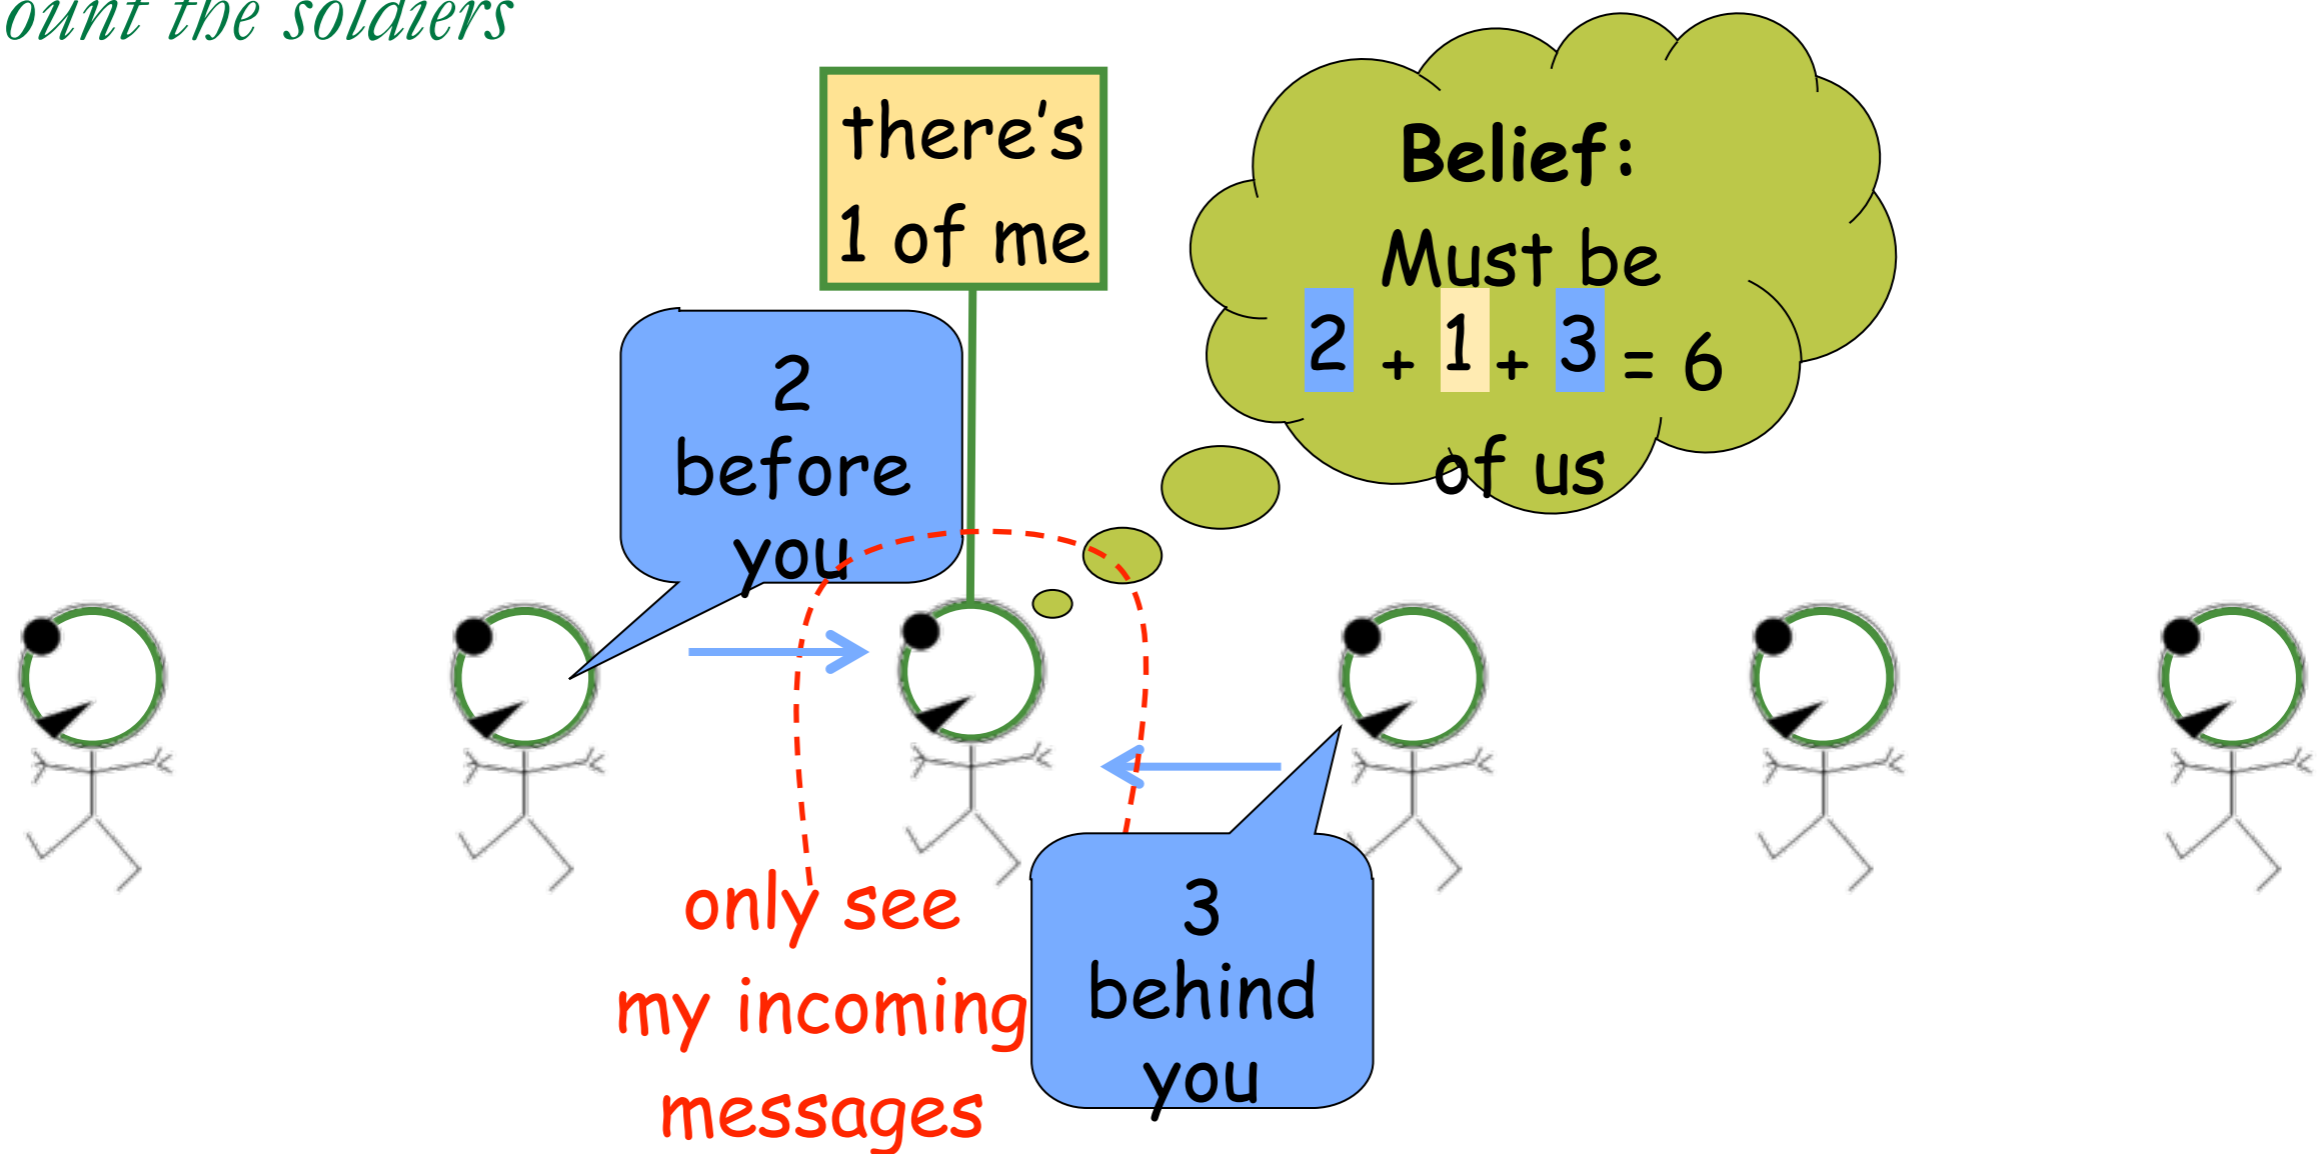 ount the soldiers
there's
1 of me
Belief:
Must be
2 + 1 + 3 = 6
of us
2
before
you
only see
my incoming
messages
3
behind
you